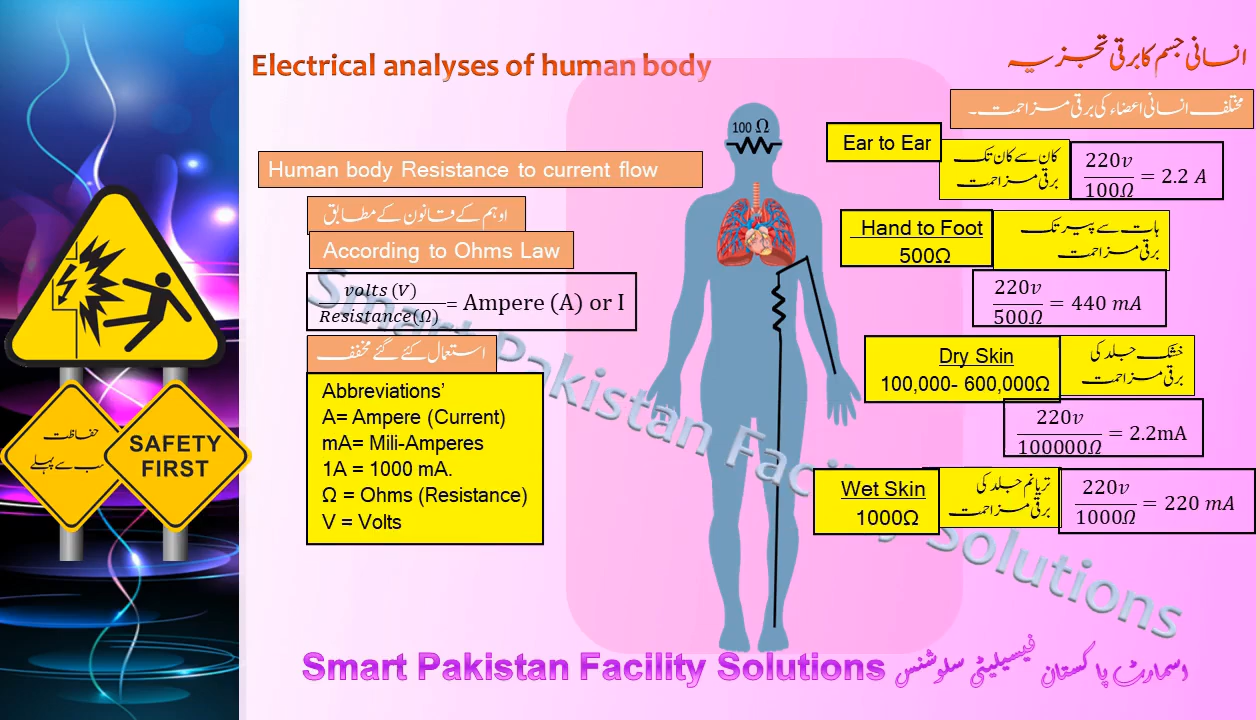 Electrical analyses of human body
انسانی جسم کا برقی تجزیہ
مختلف انسانی اعضاء کی برقی مزاحمت۔
100 Ω
Ear to Ear
کان سے کان تک
برقی مزاحمت
220v
100Ω
= 2.2 A
Human body Resistance to current flow
اوہم کے قانون کے مطابق
According to Ohms Law
volts (V)
Resistance(Ω)
= Ampere (A) or I
Hand to Foot
500Ω
ہات سے پیر تک
برقی مزاحمت
220v
500Ω
= 440 mA
استعمال کئے گئے مخفف
Abbreviations’
A= Ampere (Current)
mA= Mili-Amperes
1A = 1000 mA.
Ω = Ohms (Resistance)
V = Volts
Dry Skin
100,000- 600,000Ω
خشک جلد کی
برقی مزاحمت
220v
100000Ω
= 2.2mA
Wet Skin
1000Ω
تر یا نم جلد کی
برقی مزاحمت
220v
1000Ω
= 220 mA
حفاظت
سب سے پہلے
SAFETY
FIRST
Smart Pakistan Facility Solutions
Smart Pakistan Facility Solutions
اسمارٹ پاکستان فیسیلیٹی سلوشنس